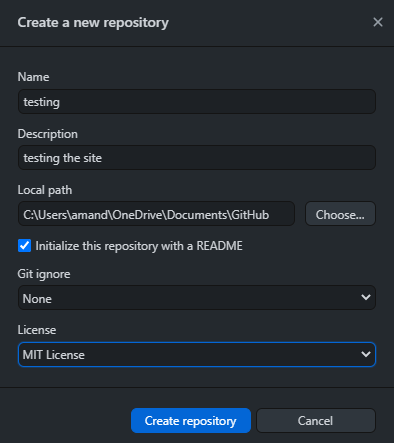 Create a new repository
Name
testing
Description
testing the site
Local path
C:\Users\amand\OneDrive\Documents\GitHub
Choose...
Initialize this repository with a README
Git ignore
None
License
MIT License
Create repository
Cancel